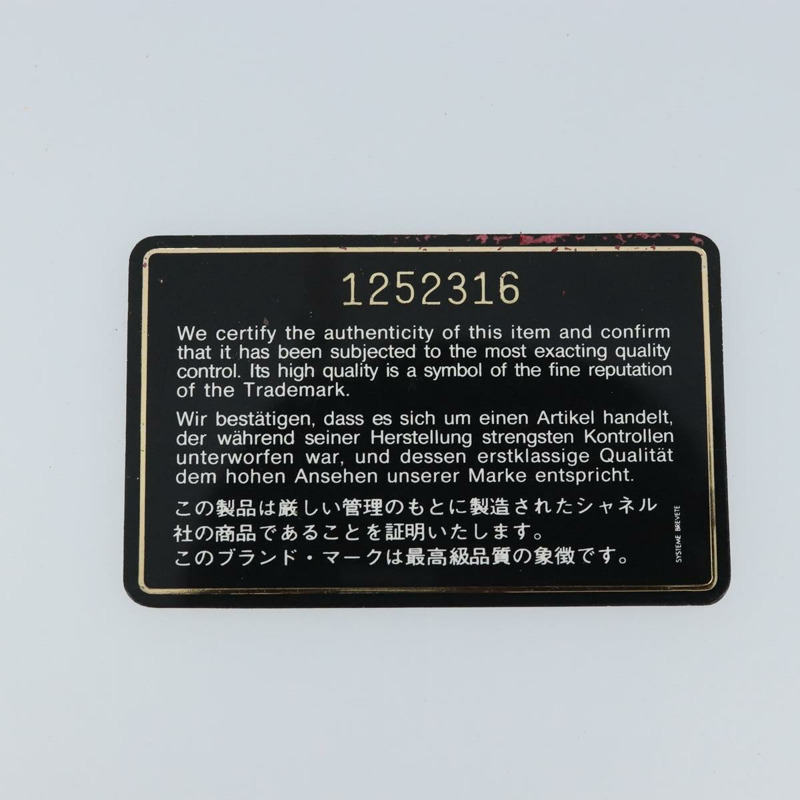 1252316
We certify the authenticity of this item and confirm
that it has been subjected to the most exacting quality
control. Its high quality is a symbol of the fine reputation
of the Trademark.
Wir bestätigen, dass es sich um einen Artikel handelt,
der während seiner Herstellung strengsten Kontrollen
unterworfen war, und dessen erstklassige Qualität
dem hohen Ansehen unserer Marke entspricht.
この製品は厳しい管理のもとに製造されたシャネル
社の商品であることを証明いたします。
このブランド・マークは最高級品質の象徴です。
SYSTEME BREVETE